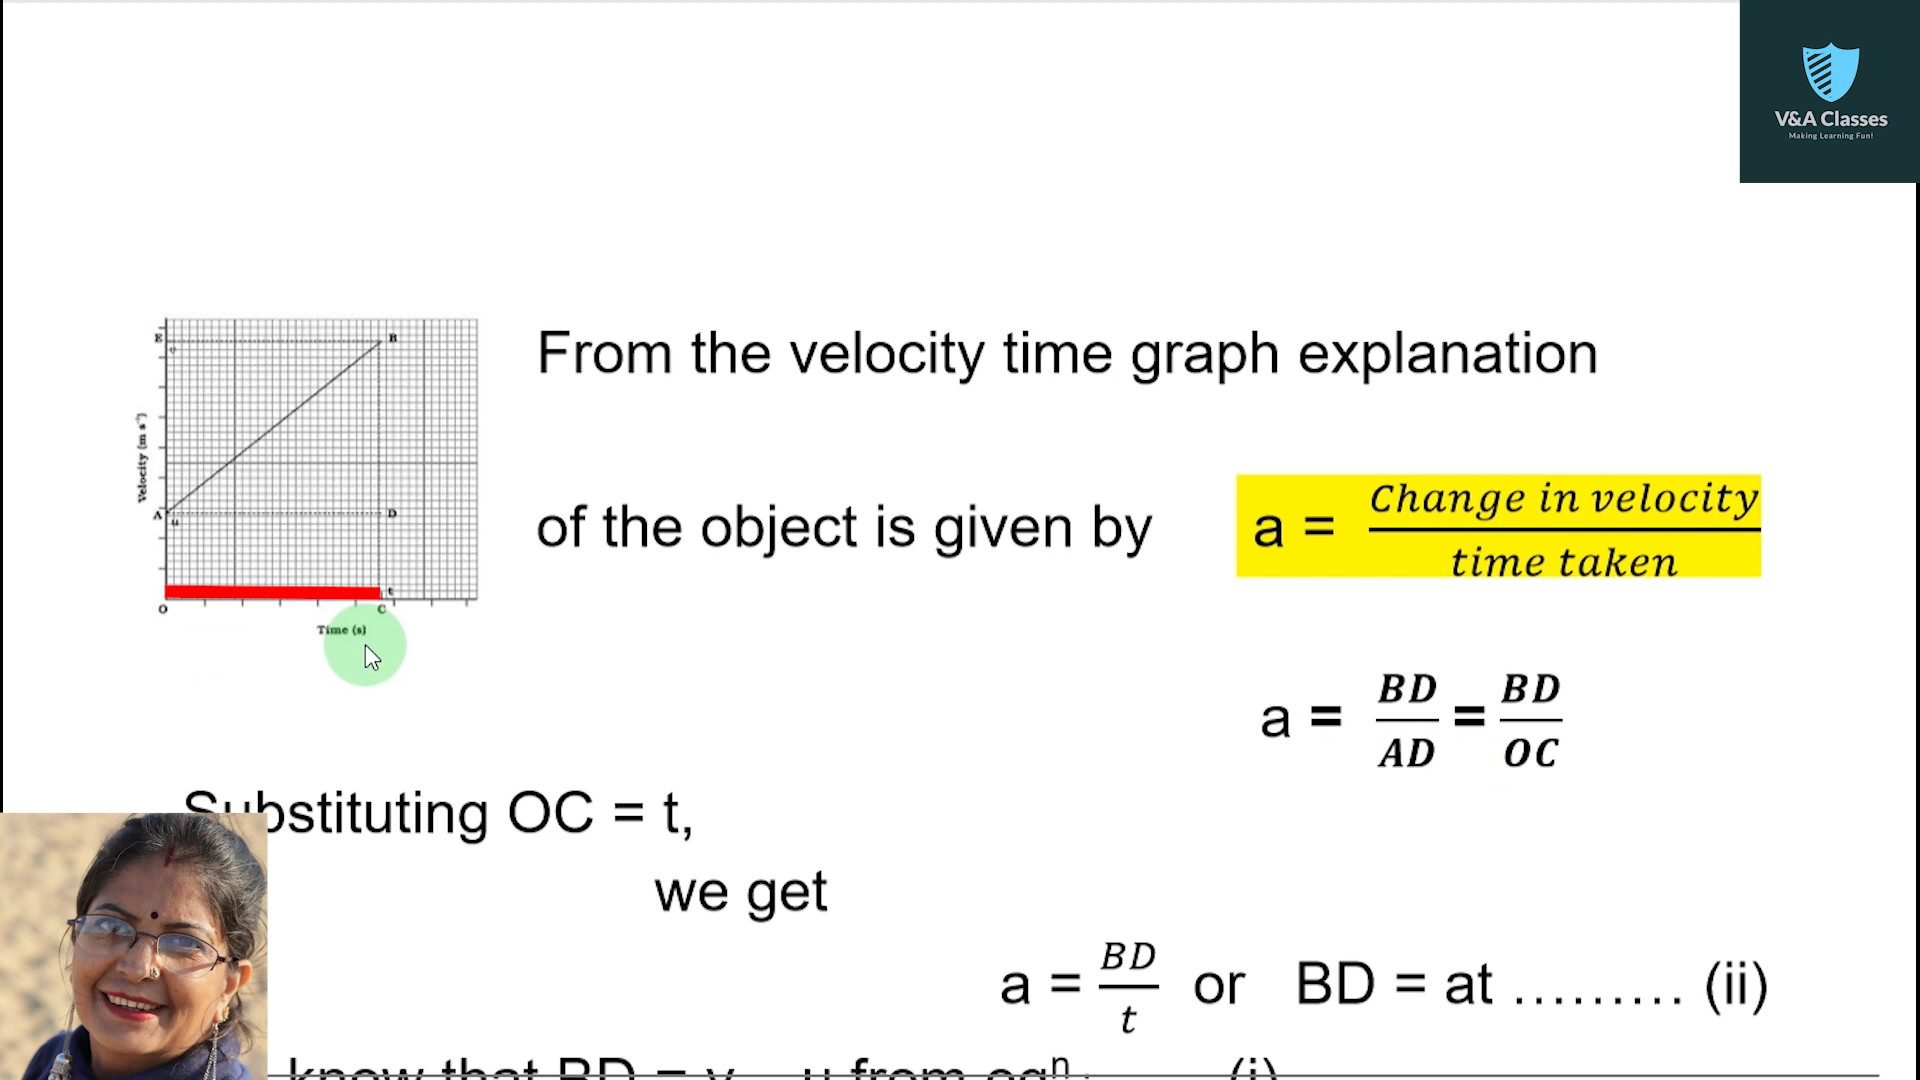 V&A Classes
Making Learning Fun!
E
B
v
Velocity (m s⁻¹)
A
u
D
t
O
C
Time (s)
From the velocity time graph explanation
of the object is given by a = Change in velocity / time taken
a = BD/AD = BD/OC
Substituting OC = t,
we get
a = BD/t or BD = at ......... (ii)
know that BD = v – u from eqⁿ (i)